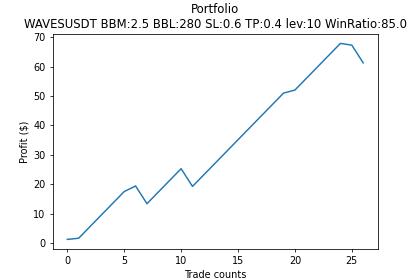 Portfolio
WAVESUSDT BBM:2.5 BBL:280 SL:0.6 TP:0.4 lev:10 WinRatio:85.0
70
60
50
40
30
20
10
0
Profit ($)
0 5 10 15 20 25
Trade counts